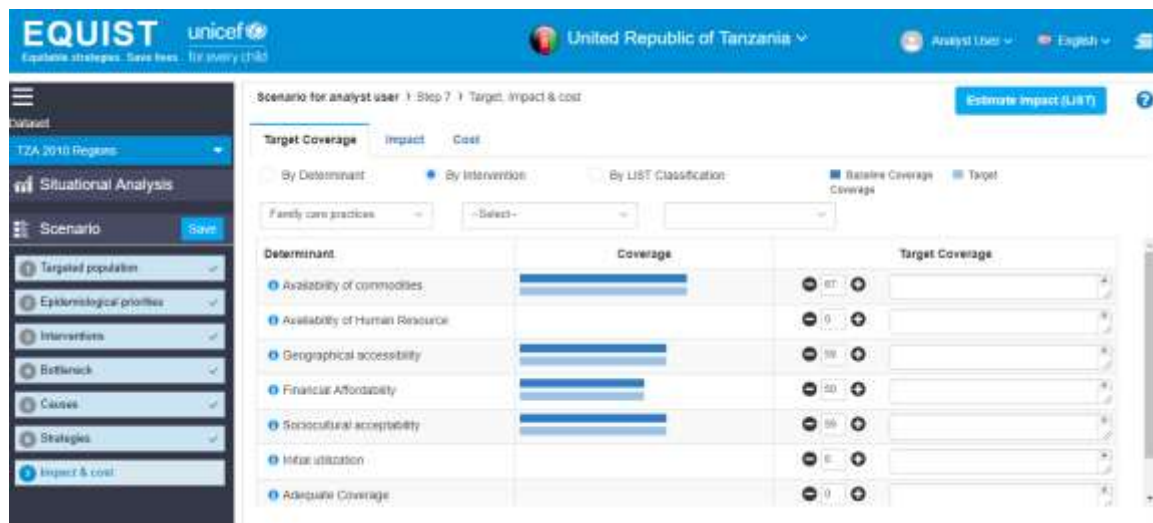 EQUIST
unicef
Equitable strategies. Save lives. for every child
United Republic of Tanzania
Analyst User
English
Dataset
TZA 2010 Regions
Situational Analysis
Scenario
Save
Targeted population
Epidemiological priorities
Interventions
Bottleneck
Causes
Strategies
Impact & cost
Scenario for analyst user › Step 7 › Target, Impact & cost
Estimate Impact (LIST)
?
Target Coverage Impact Cost
By Determinant By Intervention By LIST Classification
Baseline Coverage Target
Coverage
Family care practices --Select--
Determinant Coverage Target Coverage
Availability of commodities
Availability of Human Resource 0
Geographical accessibility
Financial Affordability 50
Sociocultural acceptability
Initial utilization
Adequate Coverage 0